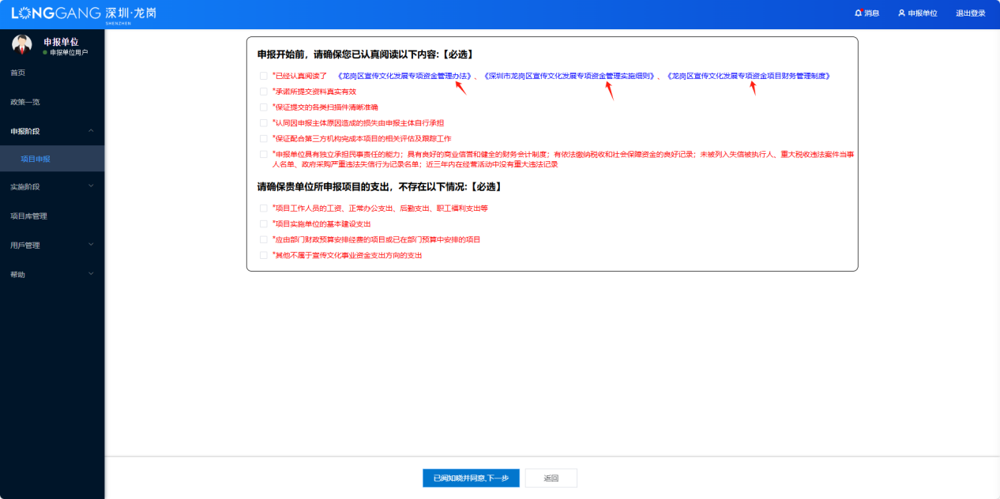 LONGGANG 深圳·龙岗
SHENZHEN
消息
申报单位
退出登录
申报单位
申报单位用户
首页
政策一览
申报阶段
项目申报
实施阶段
项目库管理
用戶管理
帮助
申报开始前，请确保您已认真阅读以下内容:【必选】
*已经认真阅读了 《龙岗区宣传文化发展专项资金管理办法》、《深圳市龙岗区宣传文化发展专项资金管理实施细则》、《龙岗区宣传文化发展专项资金项目财务管理制度》
*承诺所提交资料真实有效
*保证提交的各类扫描件清晰准确
*认同因申报主体原因造成的损失由申报主体自行承担
*保证配合第三方机构完成本项目的相关评估及跟踪工作
*申报单位具有独立承担民事责任的能力；具有良好的商业信誉和健全的财务会计制度；有依法缴纳税收和社会保障资金的良好记录；未被列入失信被执行人、重大税收违法案件当事
人名单、政府采购严重违法失信行为记录名单；近三年内在经营活动中没有重大违法记录
请确保贵单位所申报项目的支出，不存在以下情况:【必选】
*项目工作人员的工资、正常办公支出、后勤支出、职工福利支出等
*项目实施单位的基本建设支出
*应由部门财政预算安排经费的项目或已在部门预算中安排的项目
*其他不属于宣传文化事业资金支出方向的支出
已阅知晓并同意,下一步
返回